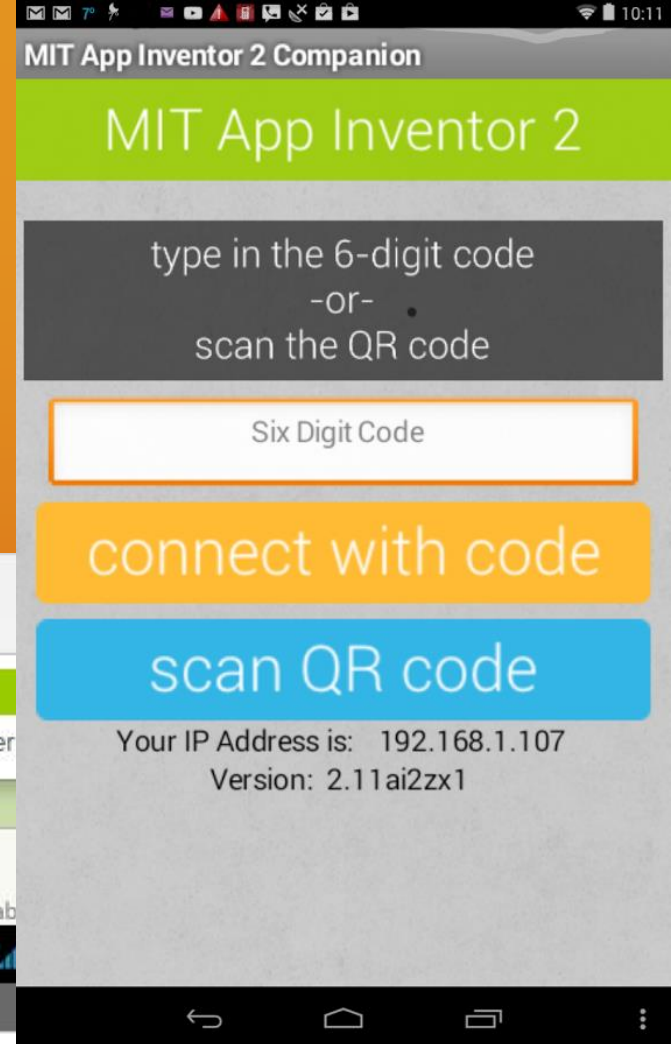 7° 10:11
MIT App Inventor 2 Companion
MIT App Inventor 2
type in the 6-digit code
-or-
scan the QR code
Six Digit Code
connect with code
scan QR code
er
Your IP Address is: 192.168.1.107
Version: 2.11ai2zx1
ab